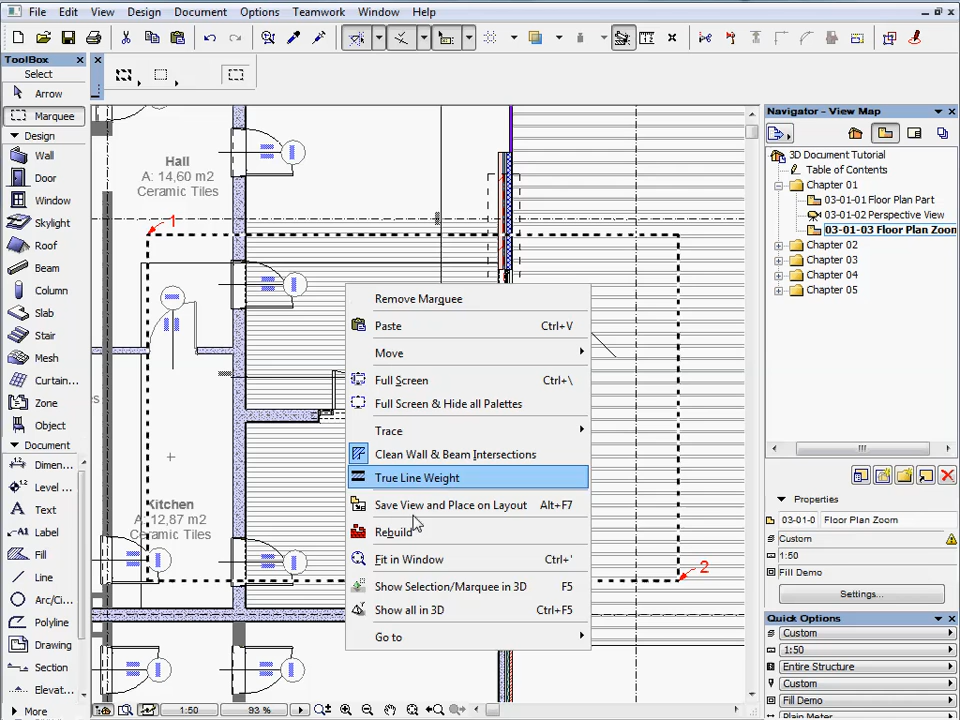 File Edit View Design Document Options Teamwork Window Help
ToolBox
Select
Arrow
Marquee
Design
Wall
Door
Window
Skylight
Roof
Beam
Column
Slab
Stair
Mesh
Curtain...
Zone
Object
Document
Dimen...
Level ...
Text
Label
Fill
Line
Arc/Ci...
Polyline
Drawing
Section
Elevat...
More
Hall
A: 14,60 m2
Ceramic Tiles
1
Kitchen
A: 12,87 m2
Ceramic Tiles
2
Remove Marquee
Paste Ctrl+V
Move
Full Screen Ctrl+\
Full Screen & Hide all Palettes
Trace
Clean Wall & Beam Intersections
True Line Weight
Save View and Place on Layout Alt+F7
Rebuild
Fit in Window Ctrl+'
Show Selection/Marquee in 3D F5
Show all in 3D Ctrl+F5
Go to
1:50
93 %
Navigator - View Map
3D Document Tutorial
Table of Contents
Chapter 01
03-01-01 Floor Plan Part
03-01-02 Perspective View
03-01-03 Floor Plan Zoom
Chapter 02
Chapter 03
Chapter 04
Chapter 05
Properties
03-01-0 Floor Plan Zoom
Custom
1:50
Fill Demo
Settings...
Quick Options
Custom
1:50
Entire Structure
Custom
Fill Demo
Plain Meter